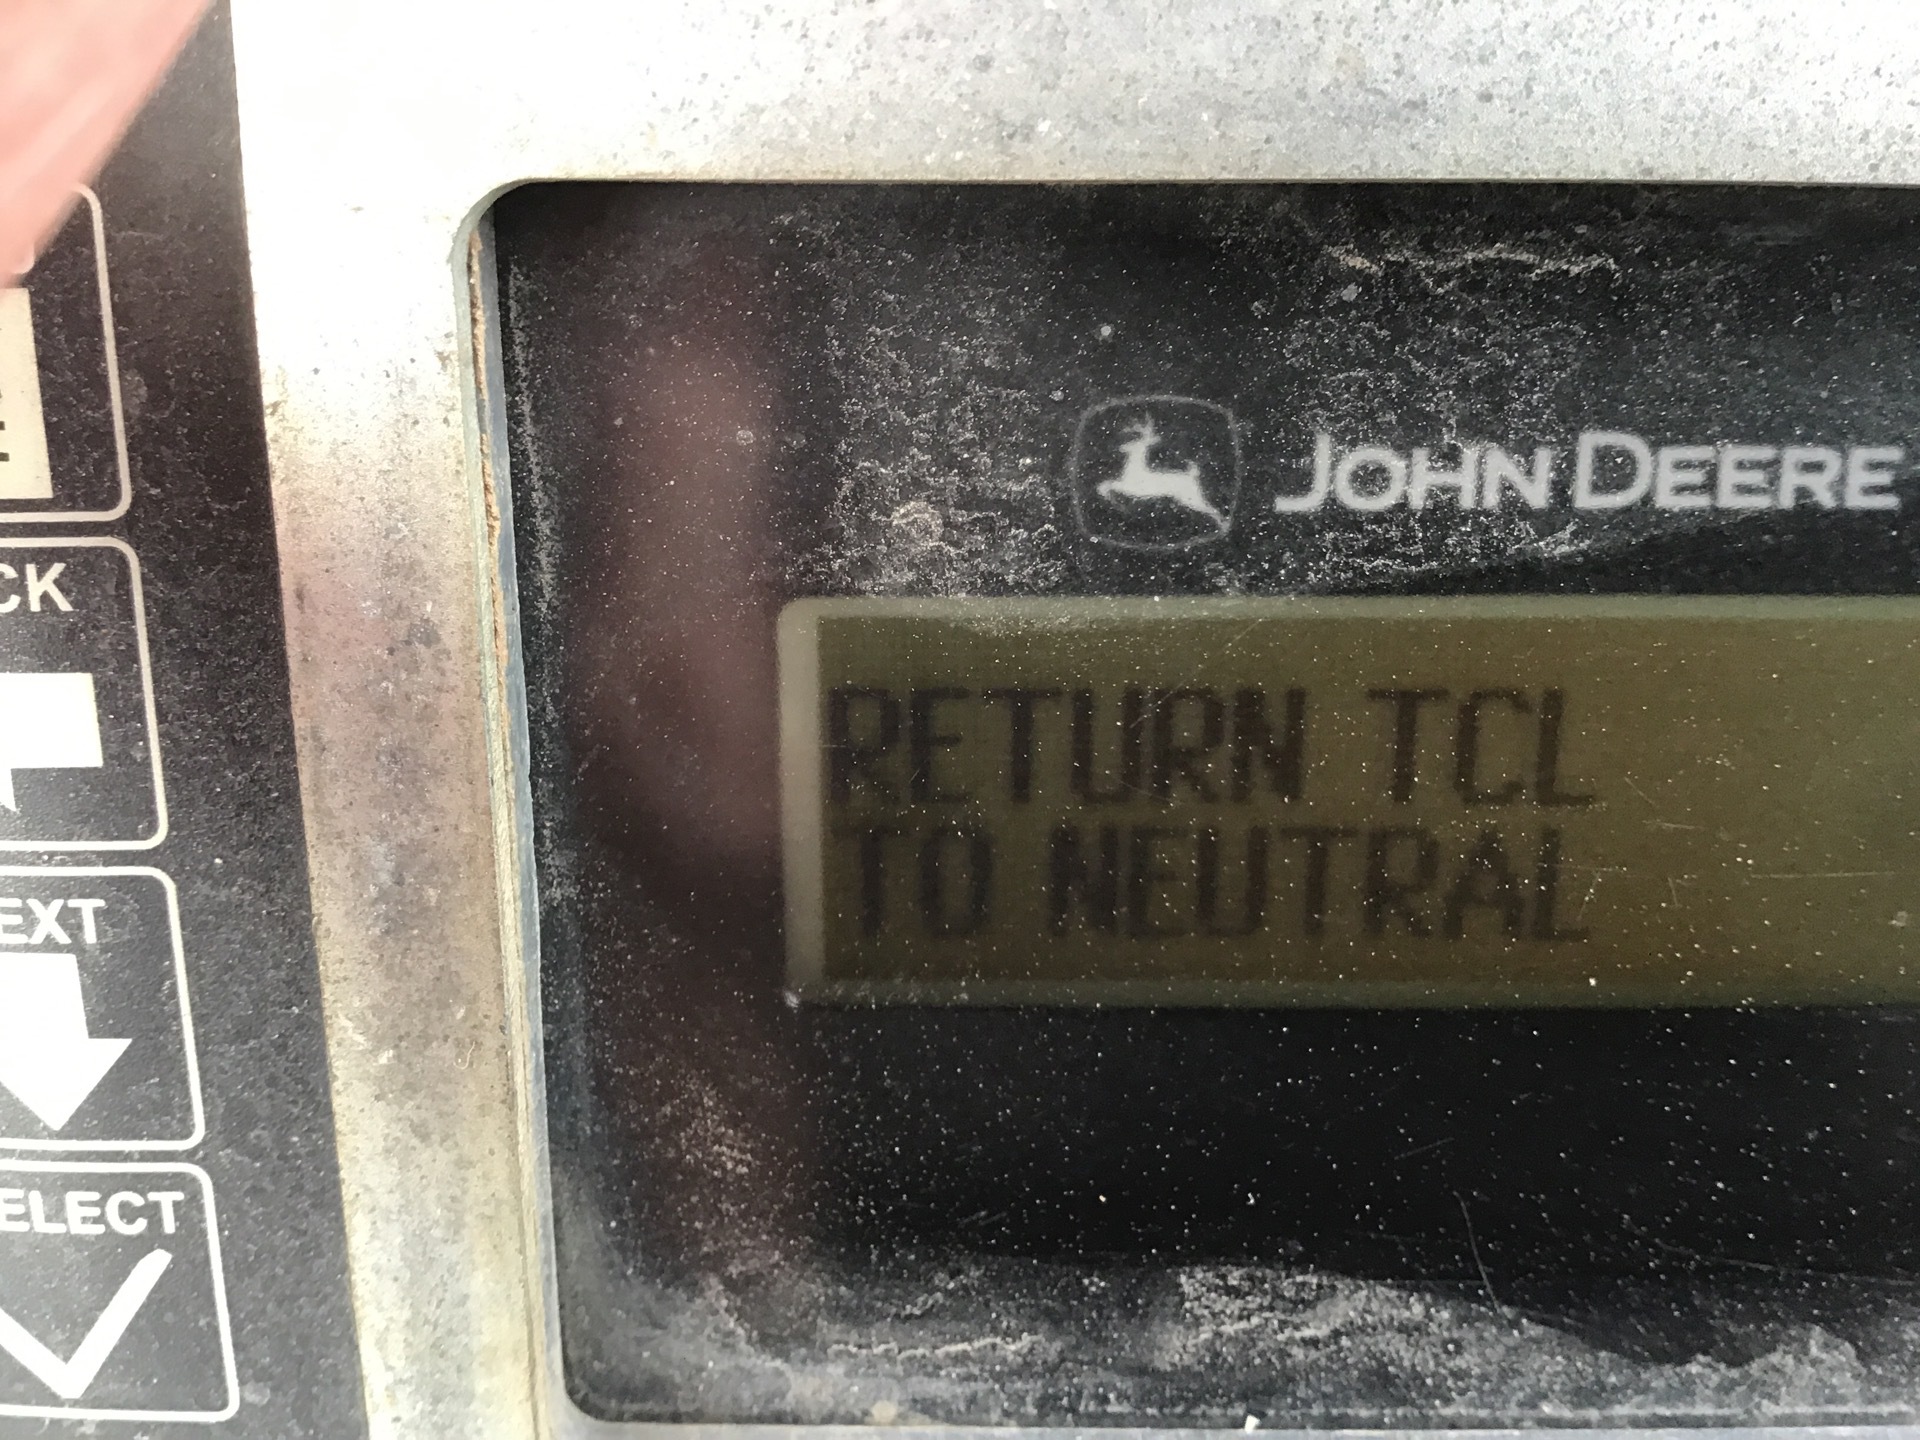 JOHN DEERE
RETURN TCL
TO NEUTRAL
CK
EXT
ELECT